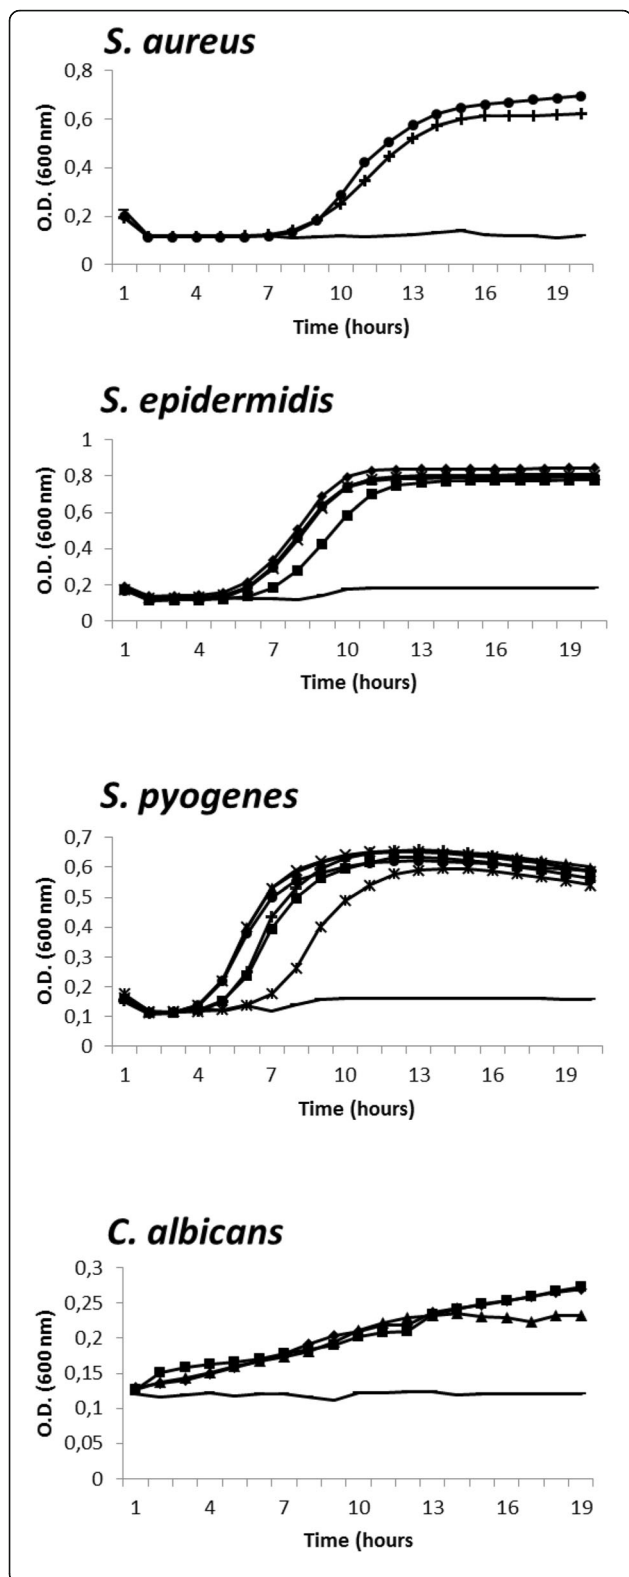 S. aureus
0,8
0,6
0,4
0,2
0
O.D. (600 nm)
1 4 7 10 13 16 19
Time (hours)
S. epidermidis
1
0,8
0,6
0,4
0,2
0
O.D. (600 nm)
1 4 7 10 13 16 19
Time (hours)
S. pyogenes
0,7
0,6
0,5
0,4
0,3
0,2
0,1
0
O.D. (600 nm)
1 4 7 10 13 16 19
Time (hours)
C. albicans
0,3
0,25
0,2
0,15
0,1
0,05
0
O.D. (600 nm)
1 4 7 10 13 16 19
Time (hours